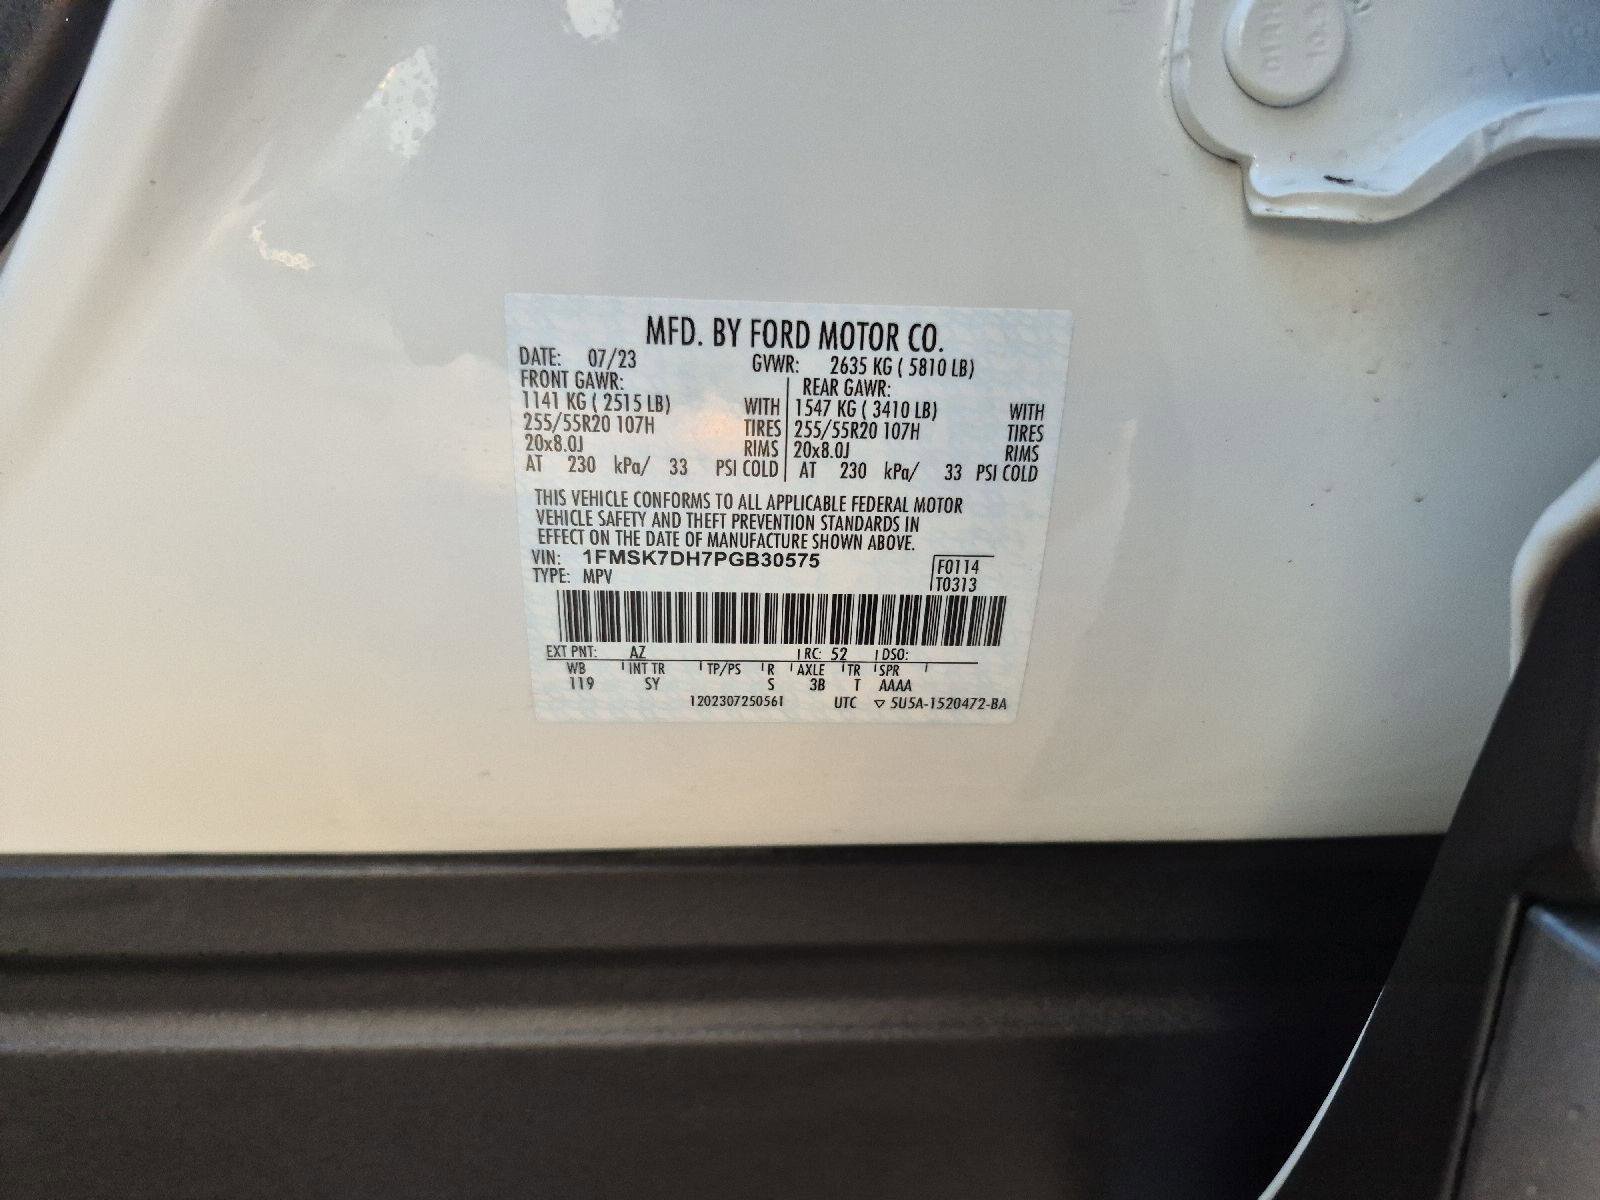 MFD. BY FORD MOTOR CO.
DATE: 07/23 GVWR: 2635 KG ( 5810 LB)
FRONT GAWR: REAR GAWR:
1141 KG ( 2515 LB) WITH 1547 KG ( 3410 LB) WITH
255/55R20 107H TIRES 255/55R20 107H TIRES
20x8.0J RIMS 20x8.0J RIMS
AT 230 kPa/ 33 PSI COLD AT 230 kPa/ 33 PSI COLD
THIS VEHICLE CONFORMS TO ALL APPLICABLE FEDERAL MOTOR
VEHICLE SAFETY AND THEFT PREVENTION STANDARDS IN
EFFECT ON THE DATE OF MANUFACTURE SHOWN ABOVE.
VIN: 1FMSK7DH7PGB30575
F0114
TYPE: MPV T0313
EXT PNT: AZ RC: 52 DSO:
WB INT TR TP/PS R AXLE TR SPR
119 SY S 3B T AAAA
1202307250561 UTC ▽ 5U5A-1520472-BA